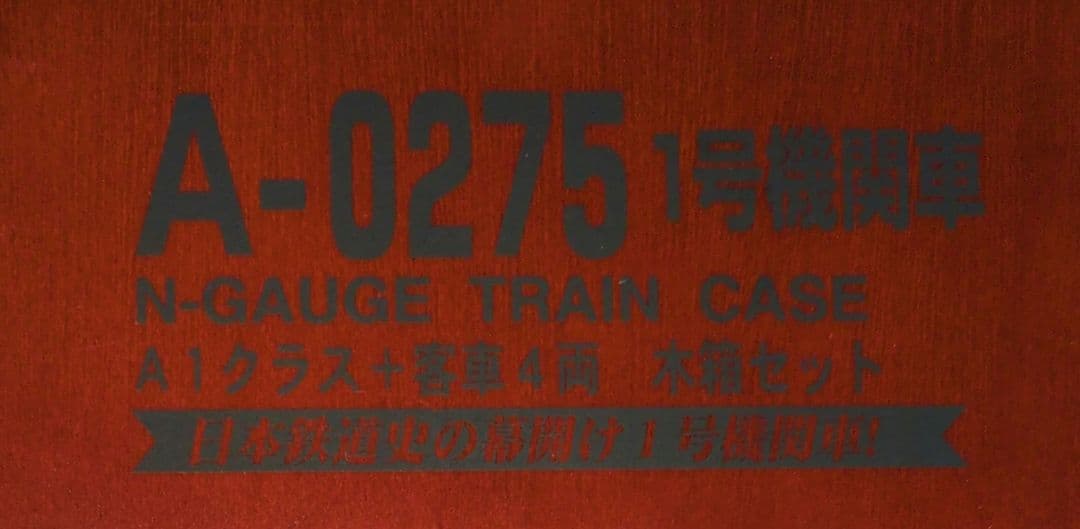 A-0275 1号機関車
N-GAUGE TRAIN CASE
A1クラス+客車4両 木箱セット
日本鉄道史の幕開け1号機関車!